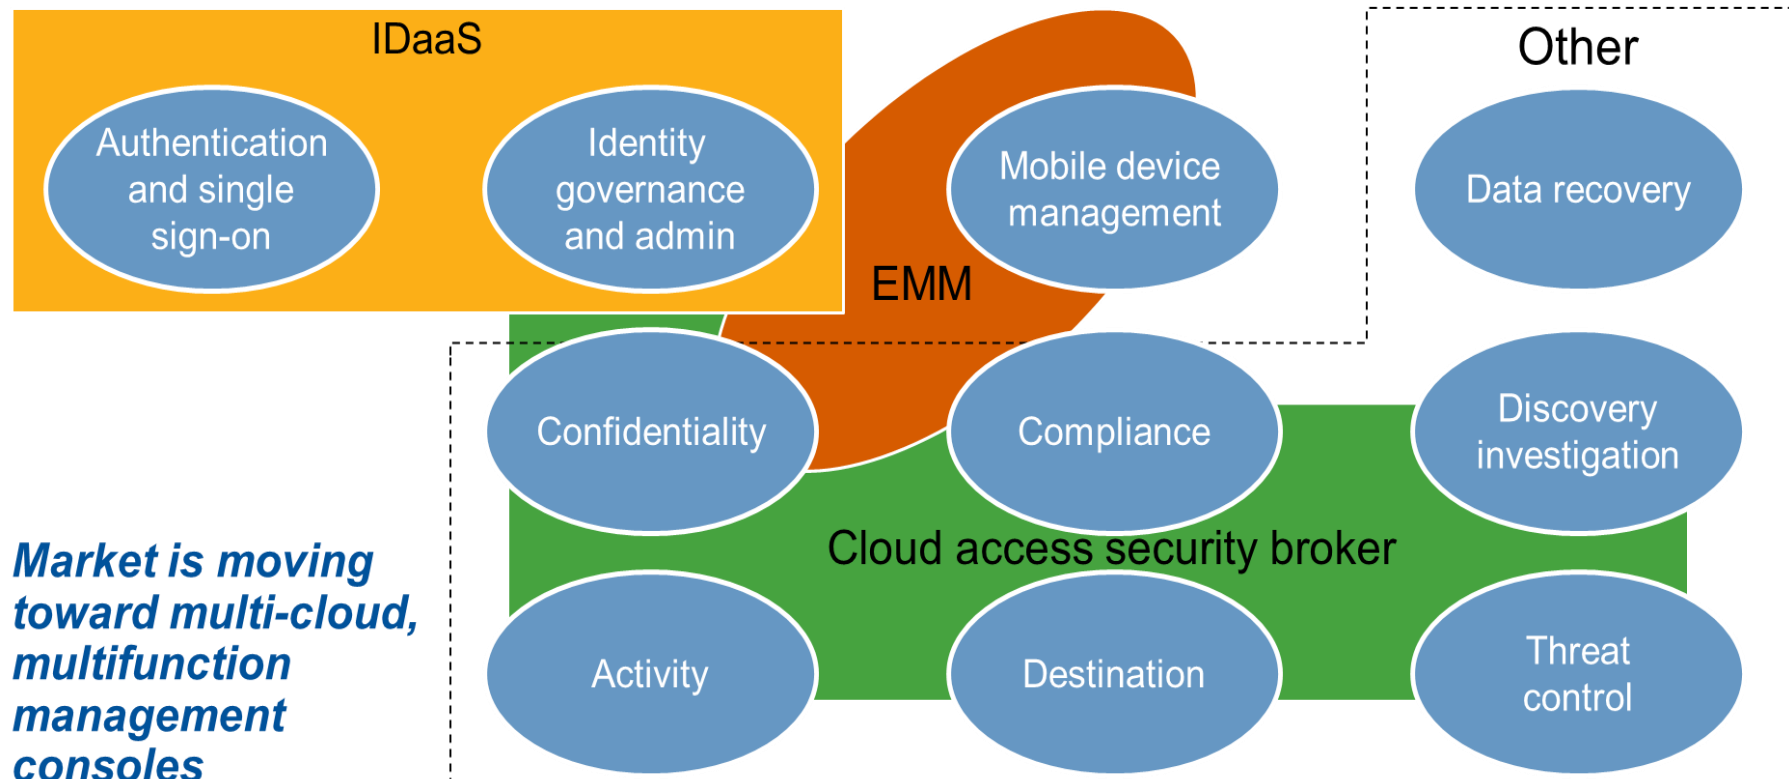 IDaaS
Other
Authentication
and single
sign-on
Identity
governance
and admin
Mobile device
management
Data recovery
EMM
Confidentiality
Compliance
Discovery
investigation
Cloud access security broker
Market is moving
toward multi-cloud,
multifunction
management
consoles
Activity
Destination
Threat
control